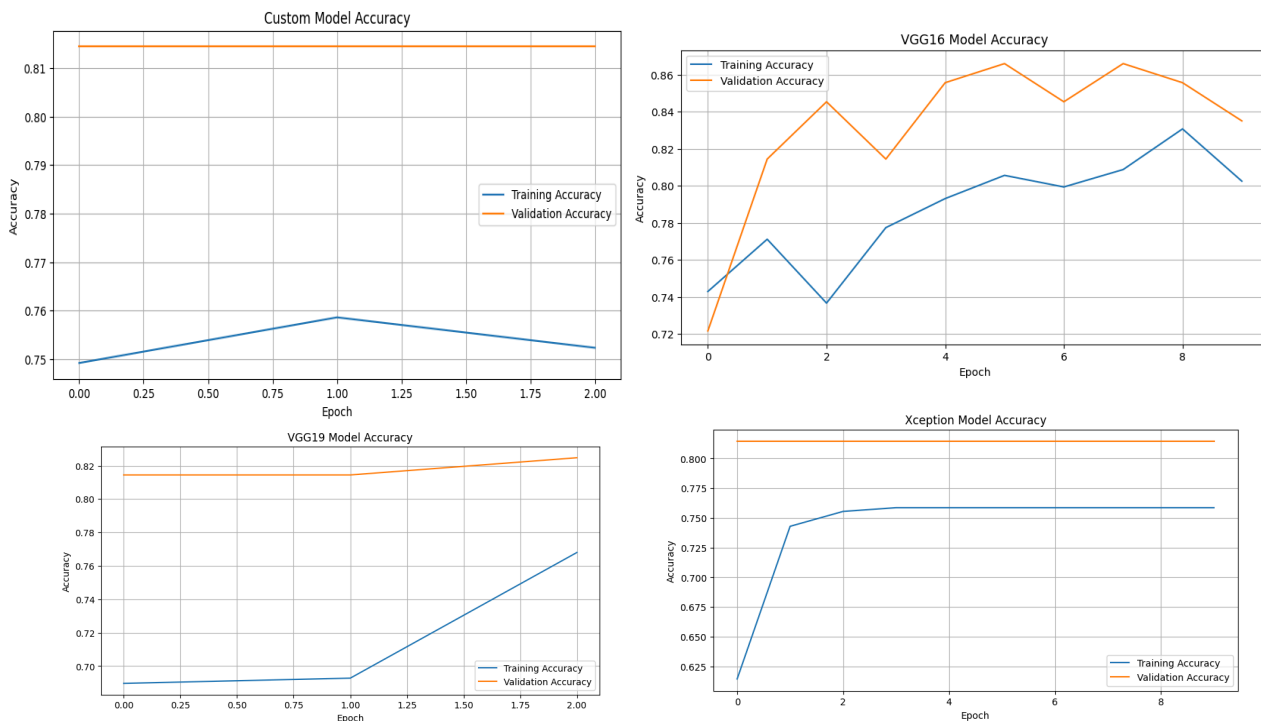 Custom Model Accuracy
0.81
0.80
0.79
0.78
0.77
0.76
0.75
Accuracy
Training Accuracy
Validation Accuracy
0.00 0.25 0.50 0.75 1.00 1.25 1.50 1.75 2.00
Epoch
VGG16 Model Accuracy
Training Accuracy
Validation Accuracy
0.86
0.84
0.82
0.80
0.78
0.76
0.74
0.72
Accuracy
0 2 4 6 8
Epoch
VGG19 Model Accuracy
0.82
0.80
0.78
0.76
0.74
0.72
0.70
Accuracy
Training Accuracy
Validation Accuracy
0.00 0.25 0.50 0.75 1.00 1.25 1.50 1.75 2.00
Epoch
Xception Model Accuracy
0.800
0.775
0.750
0.725
0.700
0.675
0.650
0.625
Accuracy
Training Accuracy
Validation Accuracy
0 2 4 6 8
Epoch